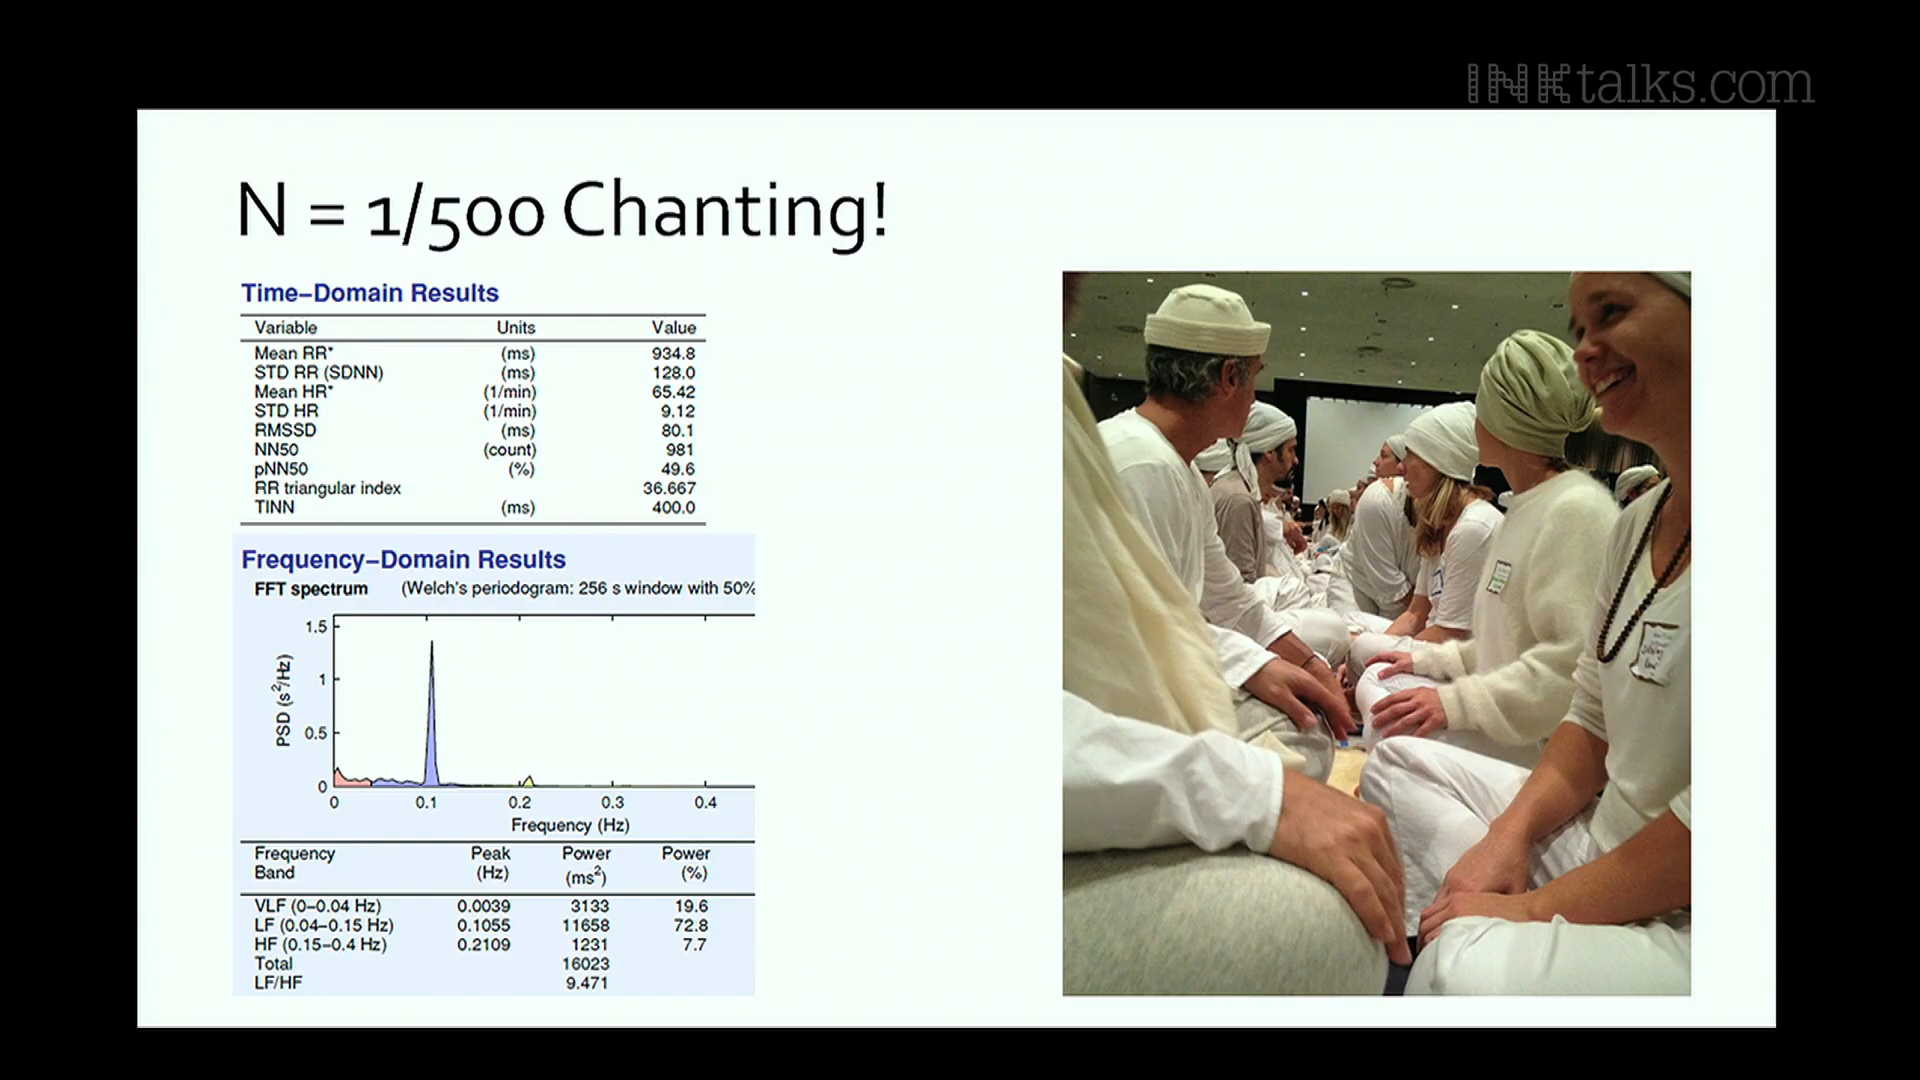 INKtalks.com
N = 1/500 Chanting!
Time–Domain Results
Variable Units Value
Mean RR* (ms) 934.8
STD RR (SDNN) (ms) 128.0
Mean HR* (1/min) 65.42
STD HR (1/min) 9.12
RMSSD (ms) 80.1
NN50 (count) 981
pNN50 (%) 49.6
RR triangular index 36.667
TINN (ms) 400.0
Frequency–Domain Results
FFT spectrum (Welch's periodogram: 256 s window with 50%
PSD (s²/Hz)
1.5
1
0.5
0
0 0.1 0.2 0.3 0.4
Frequency (Hz)
Frequency Peak Power Power
Band (Hz) (ms²) (%)
VLF (0–0.04 Hz) 0.0039 3133 19.6
LF (0.04–0.15 Hz) 0.1055 11658 72.8
HF (0.15–0.4 Hz) 0.2109 1231 7.7
Total 16023
LF/HF 9.471